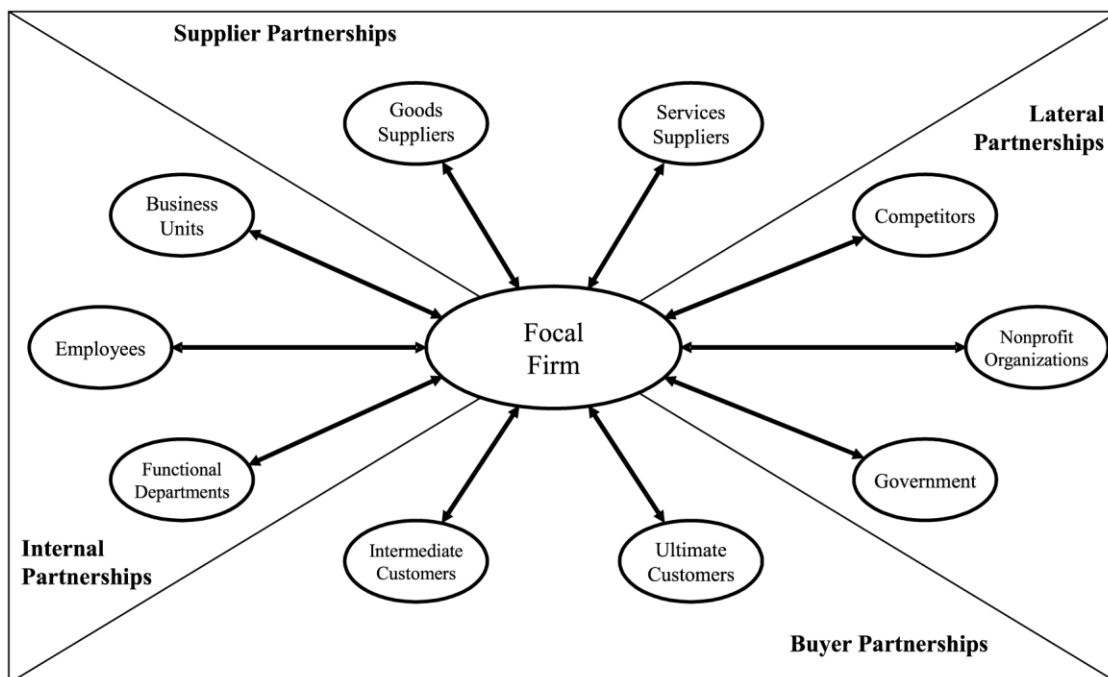 Supplier Partnerships
Goods
Suppliers
Services
Suppliers
Lateral
Partnerships
Business
Units
Competitors
Employees
Focal
Firm
Nonprofit
Organizations
Functional
Departments
Government
Internal
Partnerships
Intermediate
Customers
Ultimate
Customers
Buyer Partnerships